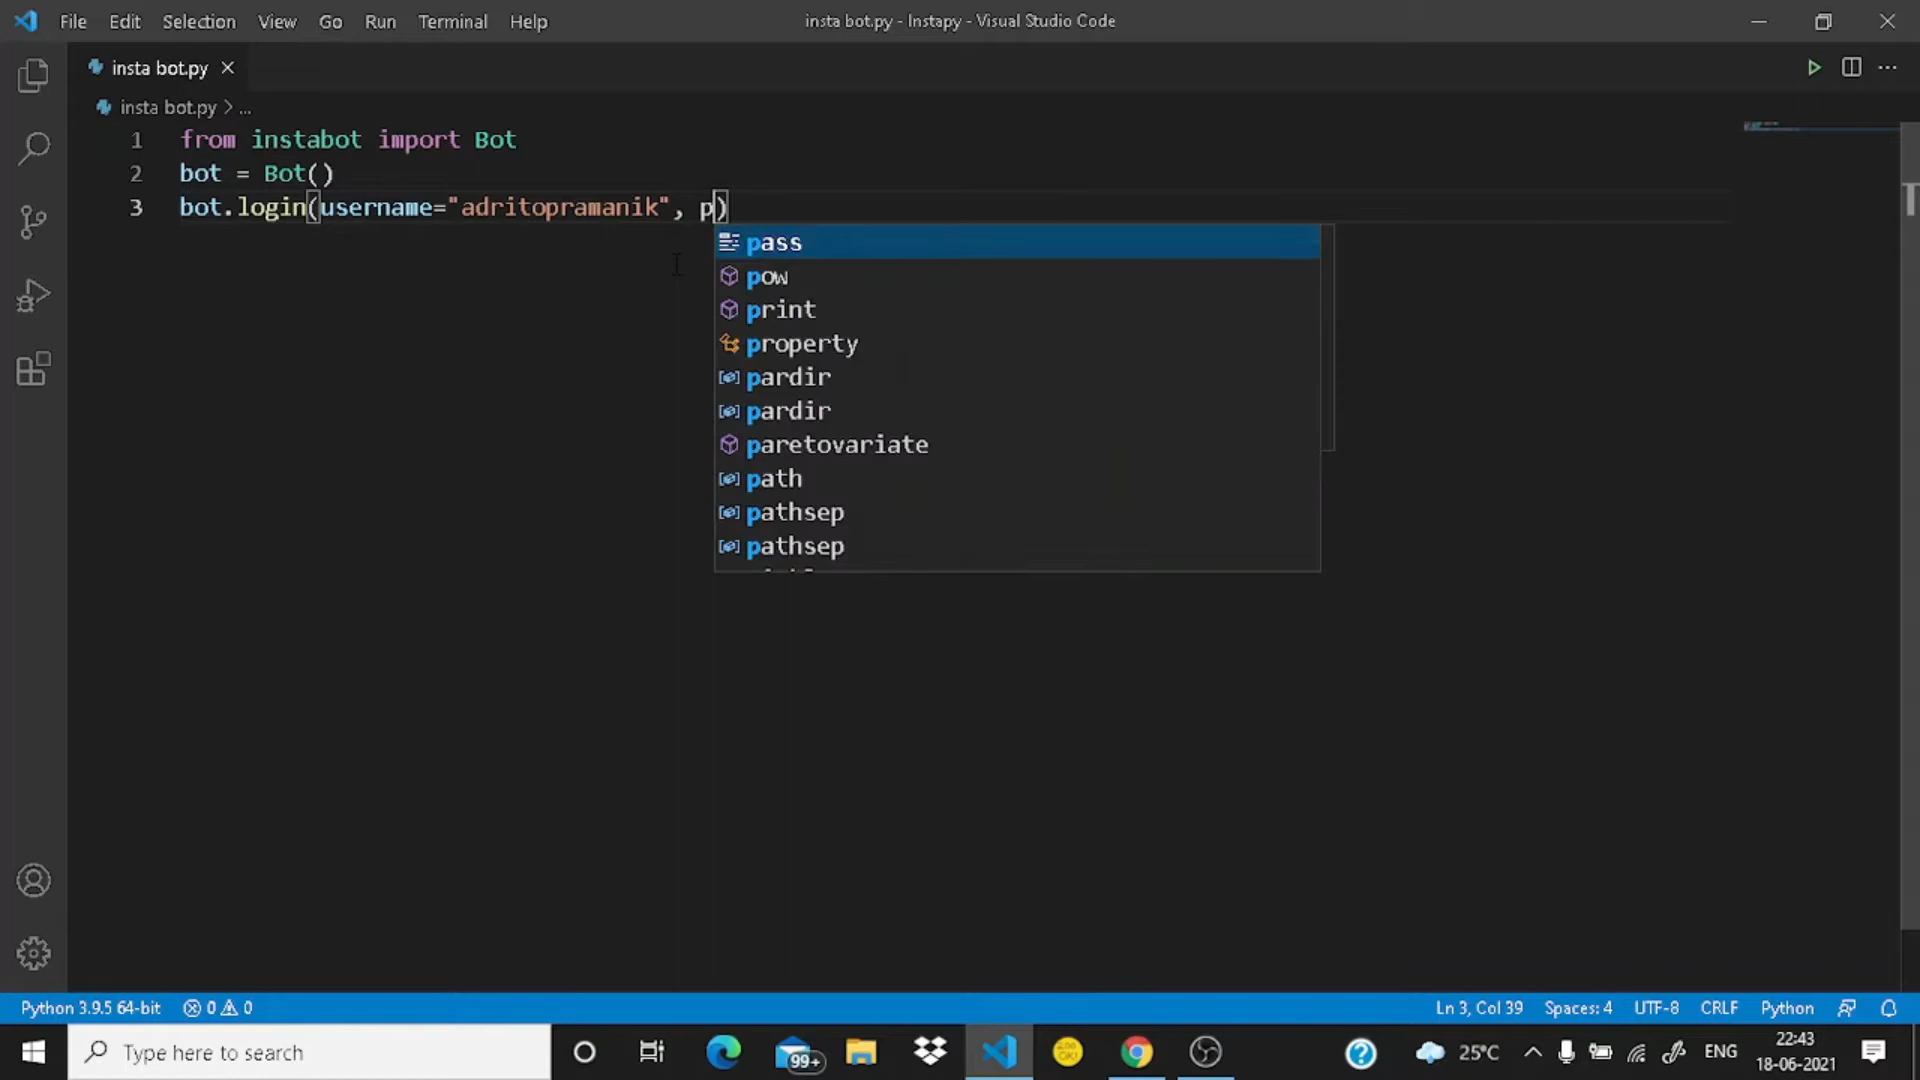 File Edit Selection View Go Run Terminal Help
insta bot.py - Instapy - Visual Studio Code
insta bot.py
insta bot.py > ...
1 from instabot import Bot
2 bot = Bot()
3 bot.login(username="adritopramanik", p)
pass
pow
print
property
pardir
pardir
paretovariate
path
pathsep
pathsep
Python 3.9.5 64-bit 0 0 Ln 3, Col 39 Spaces: 4 UTF-8 CRLF Python
Type here to search
99+
25°C ENG
22:43
18-06-2021